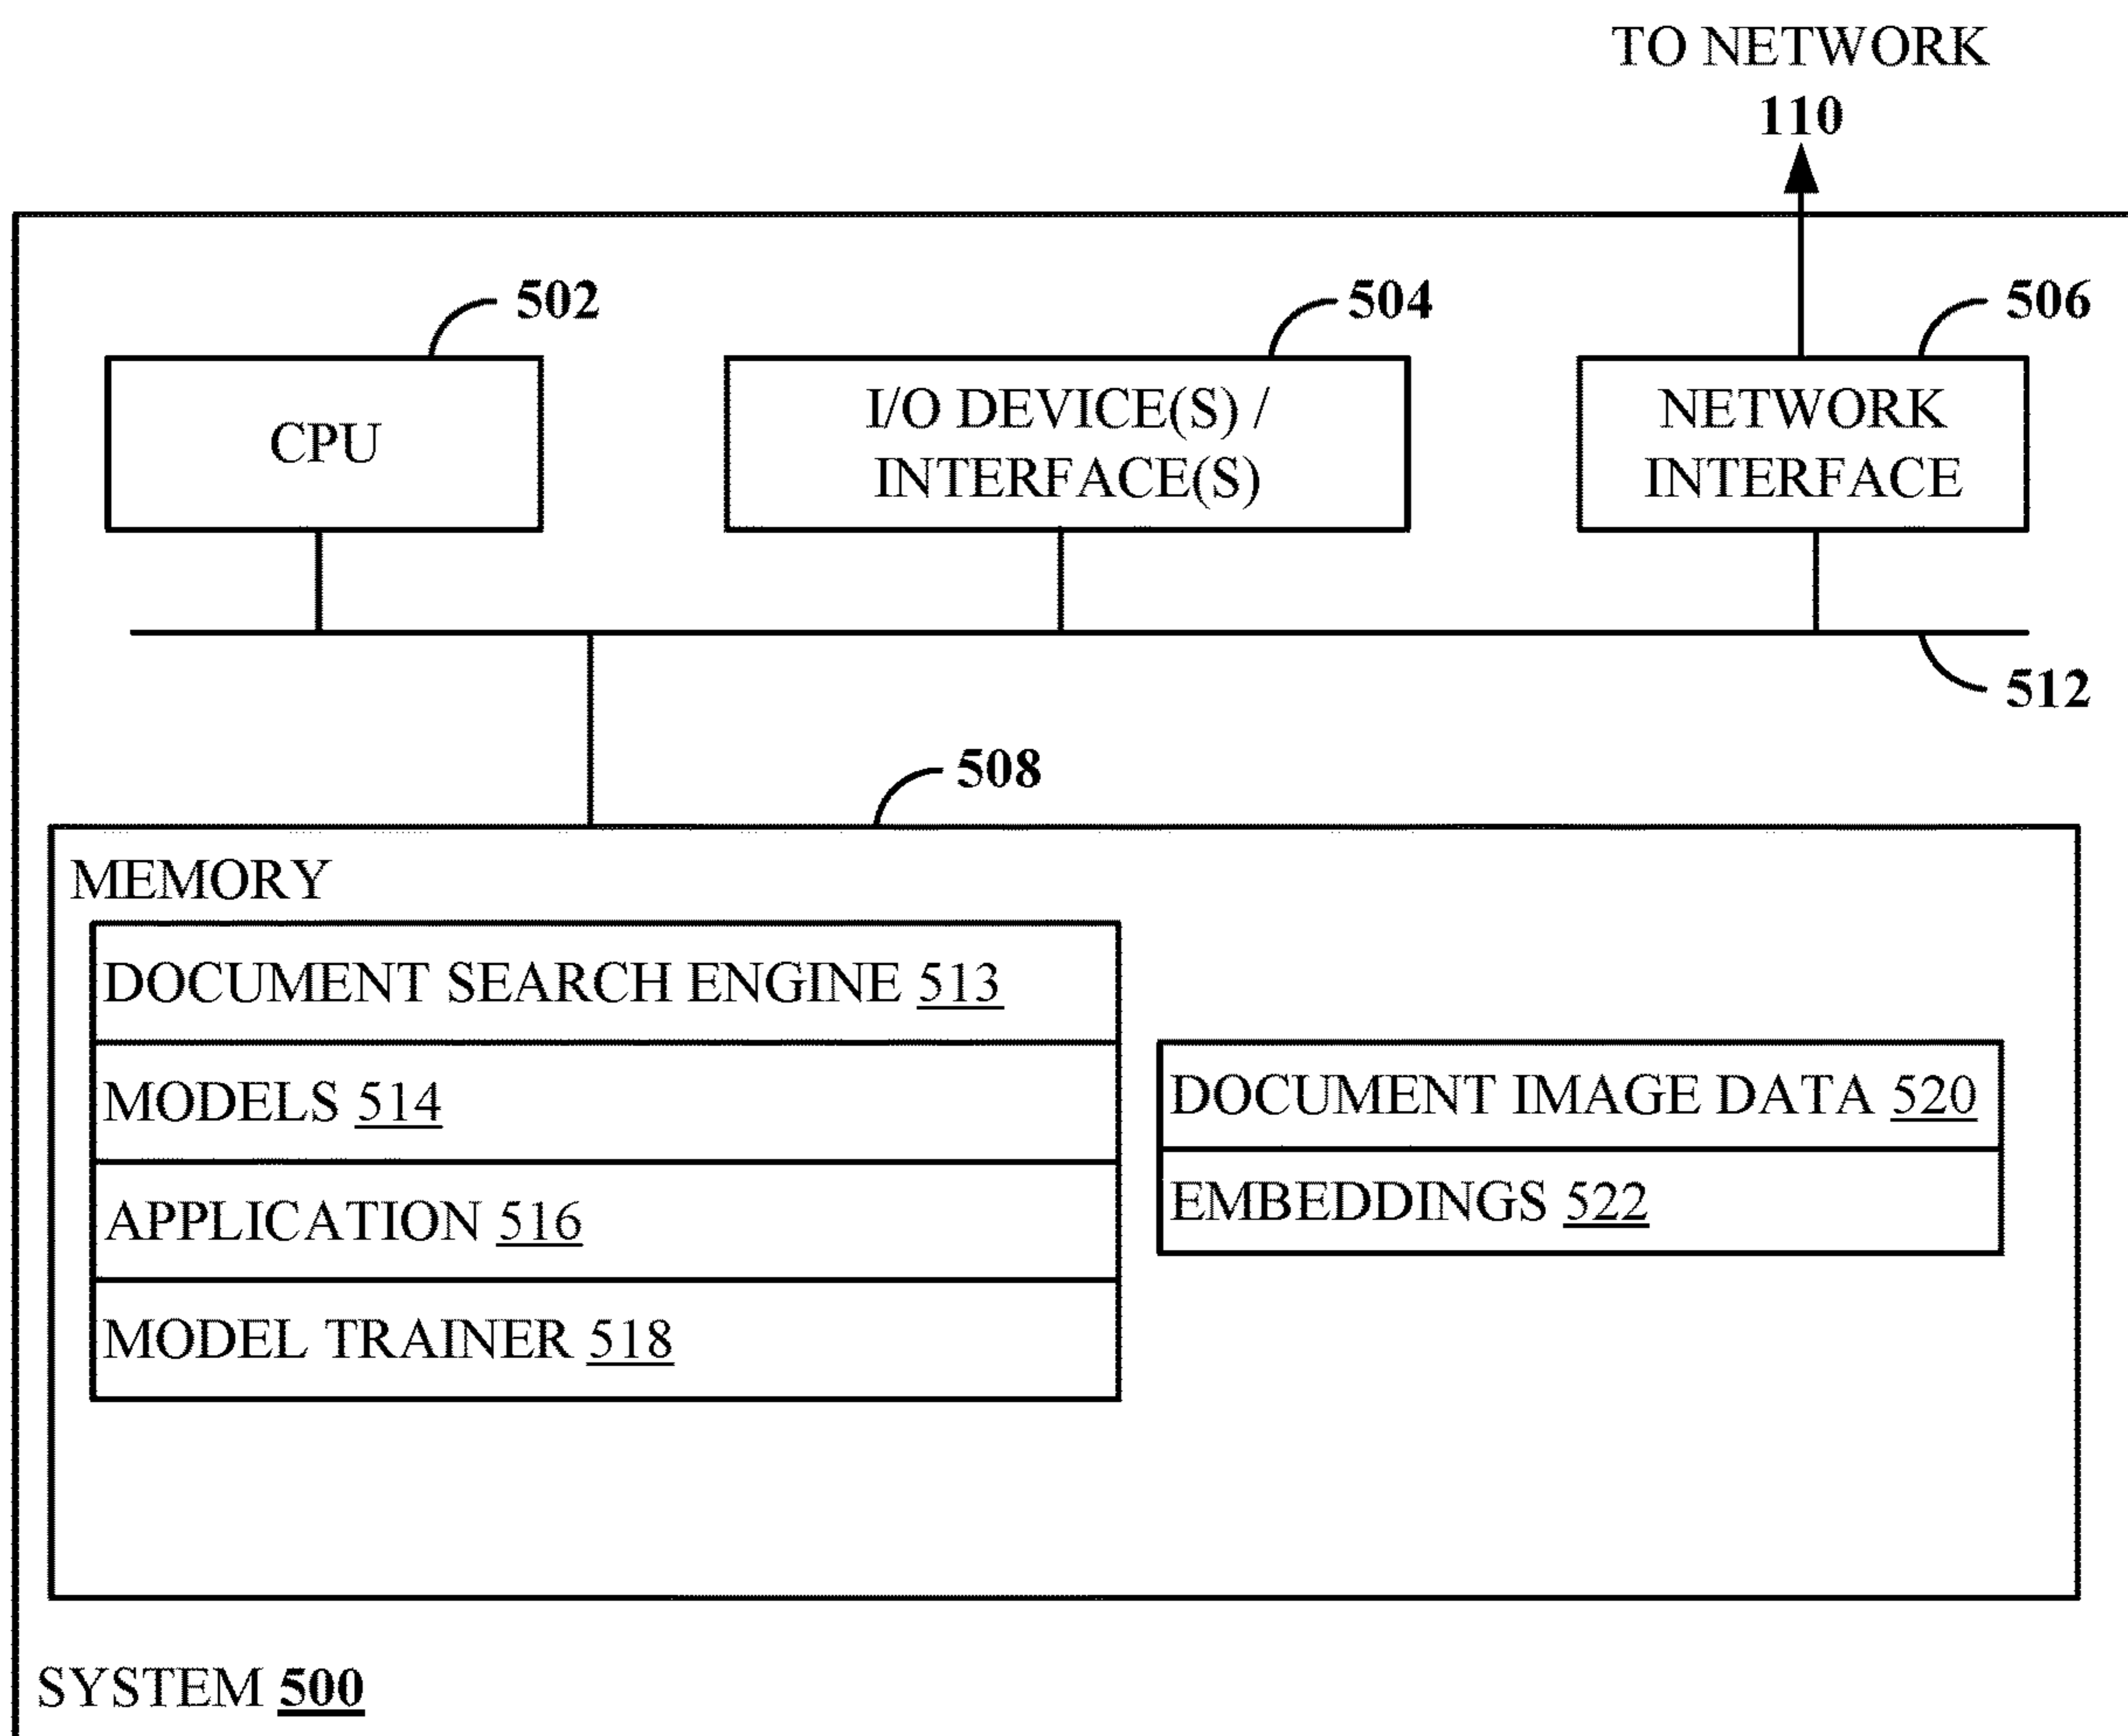 TO NETWORK
110
502
504
506
CPU
I/O DEVICE(S) /
INTERFACE(S)
NETWORK
INTERFACE
512
508
MEMORY
DOCUMENT SEARCH ENGINE 513
MODELS 514
APPLICATION 516
MODEL TRAINER 518
DOCUMENT IMAGE DATA 520
EMBEDDINGS 522
SYSTEM 500